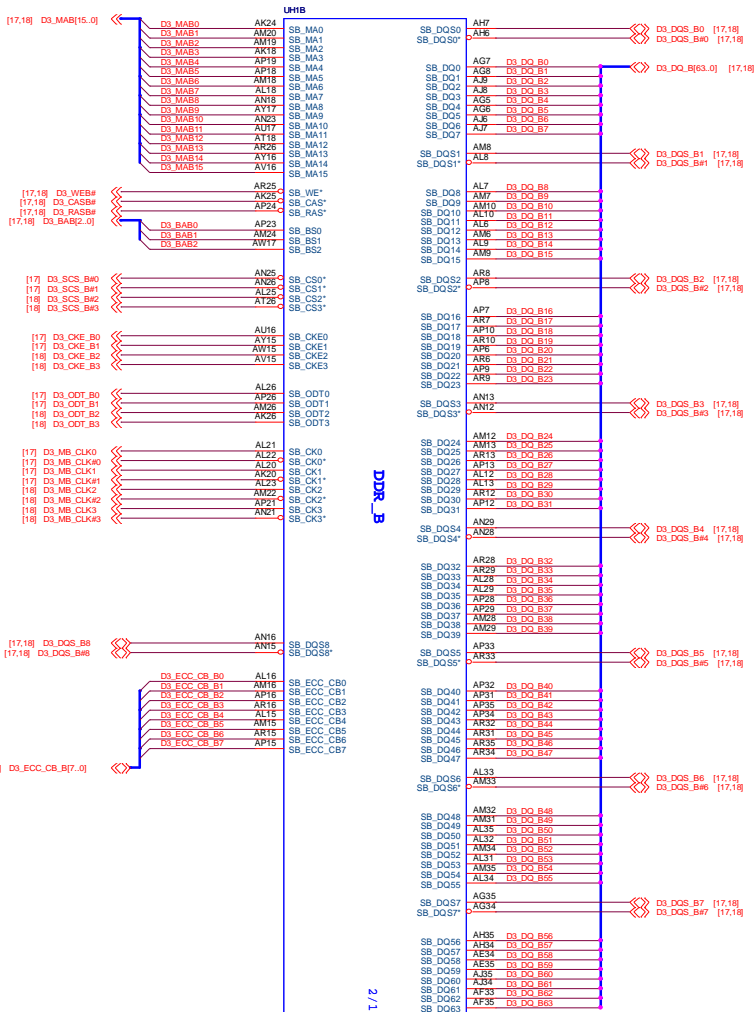 UH1B
[17,18] D3_MAB[15..0]
D3_MAB0 AK24 SB_MA0
D3_MAB1 AM20 SB_MA1
D3_MAB2 AM19 SB_MA2
D3_MAB3 AK18 SB_MA3
D3_MAB4 AP19 SB_MA4
D3_MAB5 AP18 SB_MA5
D3_MAB6 AM18 SB_MA6
D3_MAB7 AL18 SB_MA7
D3_MAB8 AN18 SB_MA8
D3_MAB9 AY17 SB_MA9
D3_MAB10 AN23 SB_MA10
D3_MAB11 AU17 SB_MA11
D3_MAB12 AT18 SB_MA12
D3_MAB13 AR26 SB_MA13
D3_MAB14 AY16 SB_MA14
D3_MAB15 AV16 SB_MA15
[17,18] D3_WEB# AR25 SB_WE*
[17,18] D3_CASB# AK25 SB_CAS*
[17,18] D3_RASB# AP24 SB_RAS*
[17,18] D3_BAB[2..0]
D3_BAB0 AP23 SB_BS0
D3_BAB1 AM24 SB_BS1
D3_BAB2 AW17 SB_BS2
[17] D3_SCS_B#0 AN25 SB_CS0*
[17] D3_SCS_B#1 AN26 SB_CS1*
[18] D3_SCS_B#2 AL25 SB_CS2*
[18] D3_SCS_B#3 AT26 SB_CS3*
[17] D3_CKE_B0 AU16 SB_CKE0
[17] D3_CKE_B1 AY15 SB_CKE1
[18] D3_CKE_B2 AW15 SB_CKE2
[18] D3_CKE_B3 AV15 SB_CKE3
[17] D3_ODT_B0 AL26 SB_ODT0
[17] D3_ODT_B1 AP26 SB_ODT1
[18] D3_ODT_B2 AM26 SB_ODT2
[18] D3_ODT_B3 AK26 SB_ODT3
[17] D3_MB_CLK0 AL21 SB_CK0
[17] D3_MB_CLK#0 AL22 SB_CK0*
[17] D3_MB_CLK1 AL20 SB_CK1
[17] D3_MB_CLK#1 AK20 SB_CK1*
[18] D3_MB_CLK2 AL23 SB_CK2
[18] D3_MB_CLK#2 AM22 SB_CK2*
[18] D3_MB_CLK3 AP21 SB_CK3
[18] D3_MB_CLK#3 AN21 SB_CK3*
[17,18] D3_DQS_B8 AN16 SB_DQS8
[17,18] D3_DQS_B#8 AN15 SB_DQS8*
D3_ECC_CB_B0 AL16 SB_ECC_CB0
D3_ECC_CB_B1 AM16 SB_ECC_CB1
D3_ECC_CB_B2 AP16 SB_ECC_CB2
D3_ECC_CB_B3 AR16 SB_ECC_CB3
D3_ECC_CB_B4 AL15 SB_ECC_CB4
D3_ECC_CB_B5 AM15 SB_ECC_CB5
D3_ECC_CB_B6 AR15 SB_ECC_CB6
D3_ECC_CB_B7 AP15 SB_ECC_CB7
] D3_ECC_CB_B[7..0]
DDR_B
2/1
SB_DQS0 AH7 D3_DQS_B0 [17,18]
SB_DQS0* AH6 D3_DQS_B#0 [17,18]
D3_DQ_B[63..0] [17,18]
SB_DQ0 AG7 D3_DQ_B0
SB_DQ1 AG8 D3_DQ_B1
SB_DQ2 AJ9 D3_DQ_B2
SB_DQ3 AJ8 D3_DQ_B3
SB_DQ4 AG5 D3_DQ_B4
SB_DQ5 AG6 D3_DQ_B5
SB_DQ6 AJ6 D3_DQ_B6
SB_DQ7 AJ7 D3_DQ_B7
SB_DQS1 AM8 D3_DQS_B1 [17,18]
SB_DQS1* AL8 D3_DQS_B#1 [17,18]
SB_DQ8 AL7 D3_DQ_B8
SB_DQ9 AM7 D3_DQ_B9
SB_DQ10 AM10 D3_DQ_B10
SB_DQ11 AL10 D3_DQ_B11
SB_DQ12 AL6 D3_DQ_B12
SB_DQ13 AM6 D3_DQ_B13
SB_DQ14 AL9 D3_DQ_B14
SB_DQ15 AM9 D3_DQ_B15
SB_DQS2 AR8 D3_DQS_B2 [17,18]
SB_DQS2* AP8 D3_DQS_B#2 [17,18]
SB_DQ16 AP7 D3_DQ_B16
SB_DQ17 AR7 D3_DQ_B17
SB_DQ18 AP10 D3_DQ_B18
SB_DQ19 AR10 D3_DQ_B19
SB_DQ20 AP6 D3_DQ_B20
SB_DQ21 AR6 D3_DQ_B21
SB_DQ22 AP9 D3_DQ_B22
SB_DQ23 AR9 D3_DQ_B23
SB_DQS3 AN13 D3_DQS_B3 [17,18]
SB_DQS3* AN12 D3_DQS_B#3 [17,18]
SB_DQ24 AM12 D3_DQ_B24
SB_DQ25 AM13 D3_DQ_B25
SB_DQ26 AR13 D3_DQ_B26
SB_DQ27 AP13 D3_DQ_B27
SB_DQ28 AL12 D3_DQ_B28
SB_DQ29 AL13 D3_DQ_B29
SB_DQ30 AR12 D3_DQ_B30
SB_DQ31 AP12 D3_DQ_B31
SB_DQS4 AN29 D3_DQS_B4 [17,18]
SB_DQS4* AN28 D3_DQS_B#4 [17,18]
SB_DQ32 AR28 D3_DQ_B32
SB_DQ33 AR29 D3_DQ_B33
SB_DQ34 AL28 D3_DQ_B34
SB_DQ35 AL29 D3_DQ_B35
SB_DQ36 AP28 D3_DQ_B36
SB_DQ37 AP29 D3_DQ_B37
SB_DQ38 AM28 D3_DQ_B38
SB_DQ39 AM29 D3_DQ_B39
SB_DQS5 AP33 D3_DQS_B5 [17,18]
SB_DQS5* AR33 D3_DQS_B#5 [17,18]
SB_DQ40 AP32 D3_DQ_B40
SB_DQ41 AP31 D3_DQ_B41
SB_DQ42 AP35 D3_DQ_B42
SB_DQ43 AP34 D3_DQ_B43
SB_DQ44 AR32 D3_DQ_B44
SB_DQ45 AR31 D3_DQ_B45
SB_DQ46 AR35 D3_DQ_B46
SB_DQ47 AR34 D3_DQ_B47
SB_DQS6 AL33 D3_DQS_B6 [17,18]
SB_DQS6* AM33 D3_DQS_B#6 [17,18]
SB_DQ48 AM32 D3_DQ_B48
SB_DQ49 AM31 D3_DQ_B49
SB_DQ50 AL35 D3_DQ_B50
SB_DQ51 AL32 D3_DQ_B51
SB_DQ52 AM34 D3_DQ_B52
SB_DQ53 AL31 D3_DQ_B53
SB_DQ54 AM35 D3_DQ_B54
SB_DQ55 AL34 D3_DQ_B55
SB_DQS7 AG35 D3_DQS_B7 [17,18]
SB_DQS7* AG34 D3_DQS_B#7 [17,18]
SB_DQ56 AH35 D3_DQ_B56
SB_DQ57 AH34 D3_DQ_B57
SB_DQ58 AE34 D3_DQ_B58
SB_DQ59 AE35 D3_DQ_B59
SB_DQ60 AJ35 D3_DQ_B60
SB_DQ61 AJ34 D3_DQ_B61
SB_DQ62 AF33 D3_DQ_B62
SB_DQ63 AF35 D3_DQ_B63